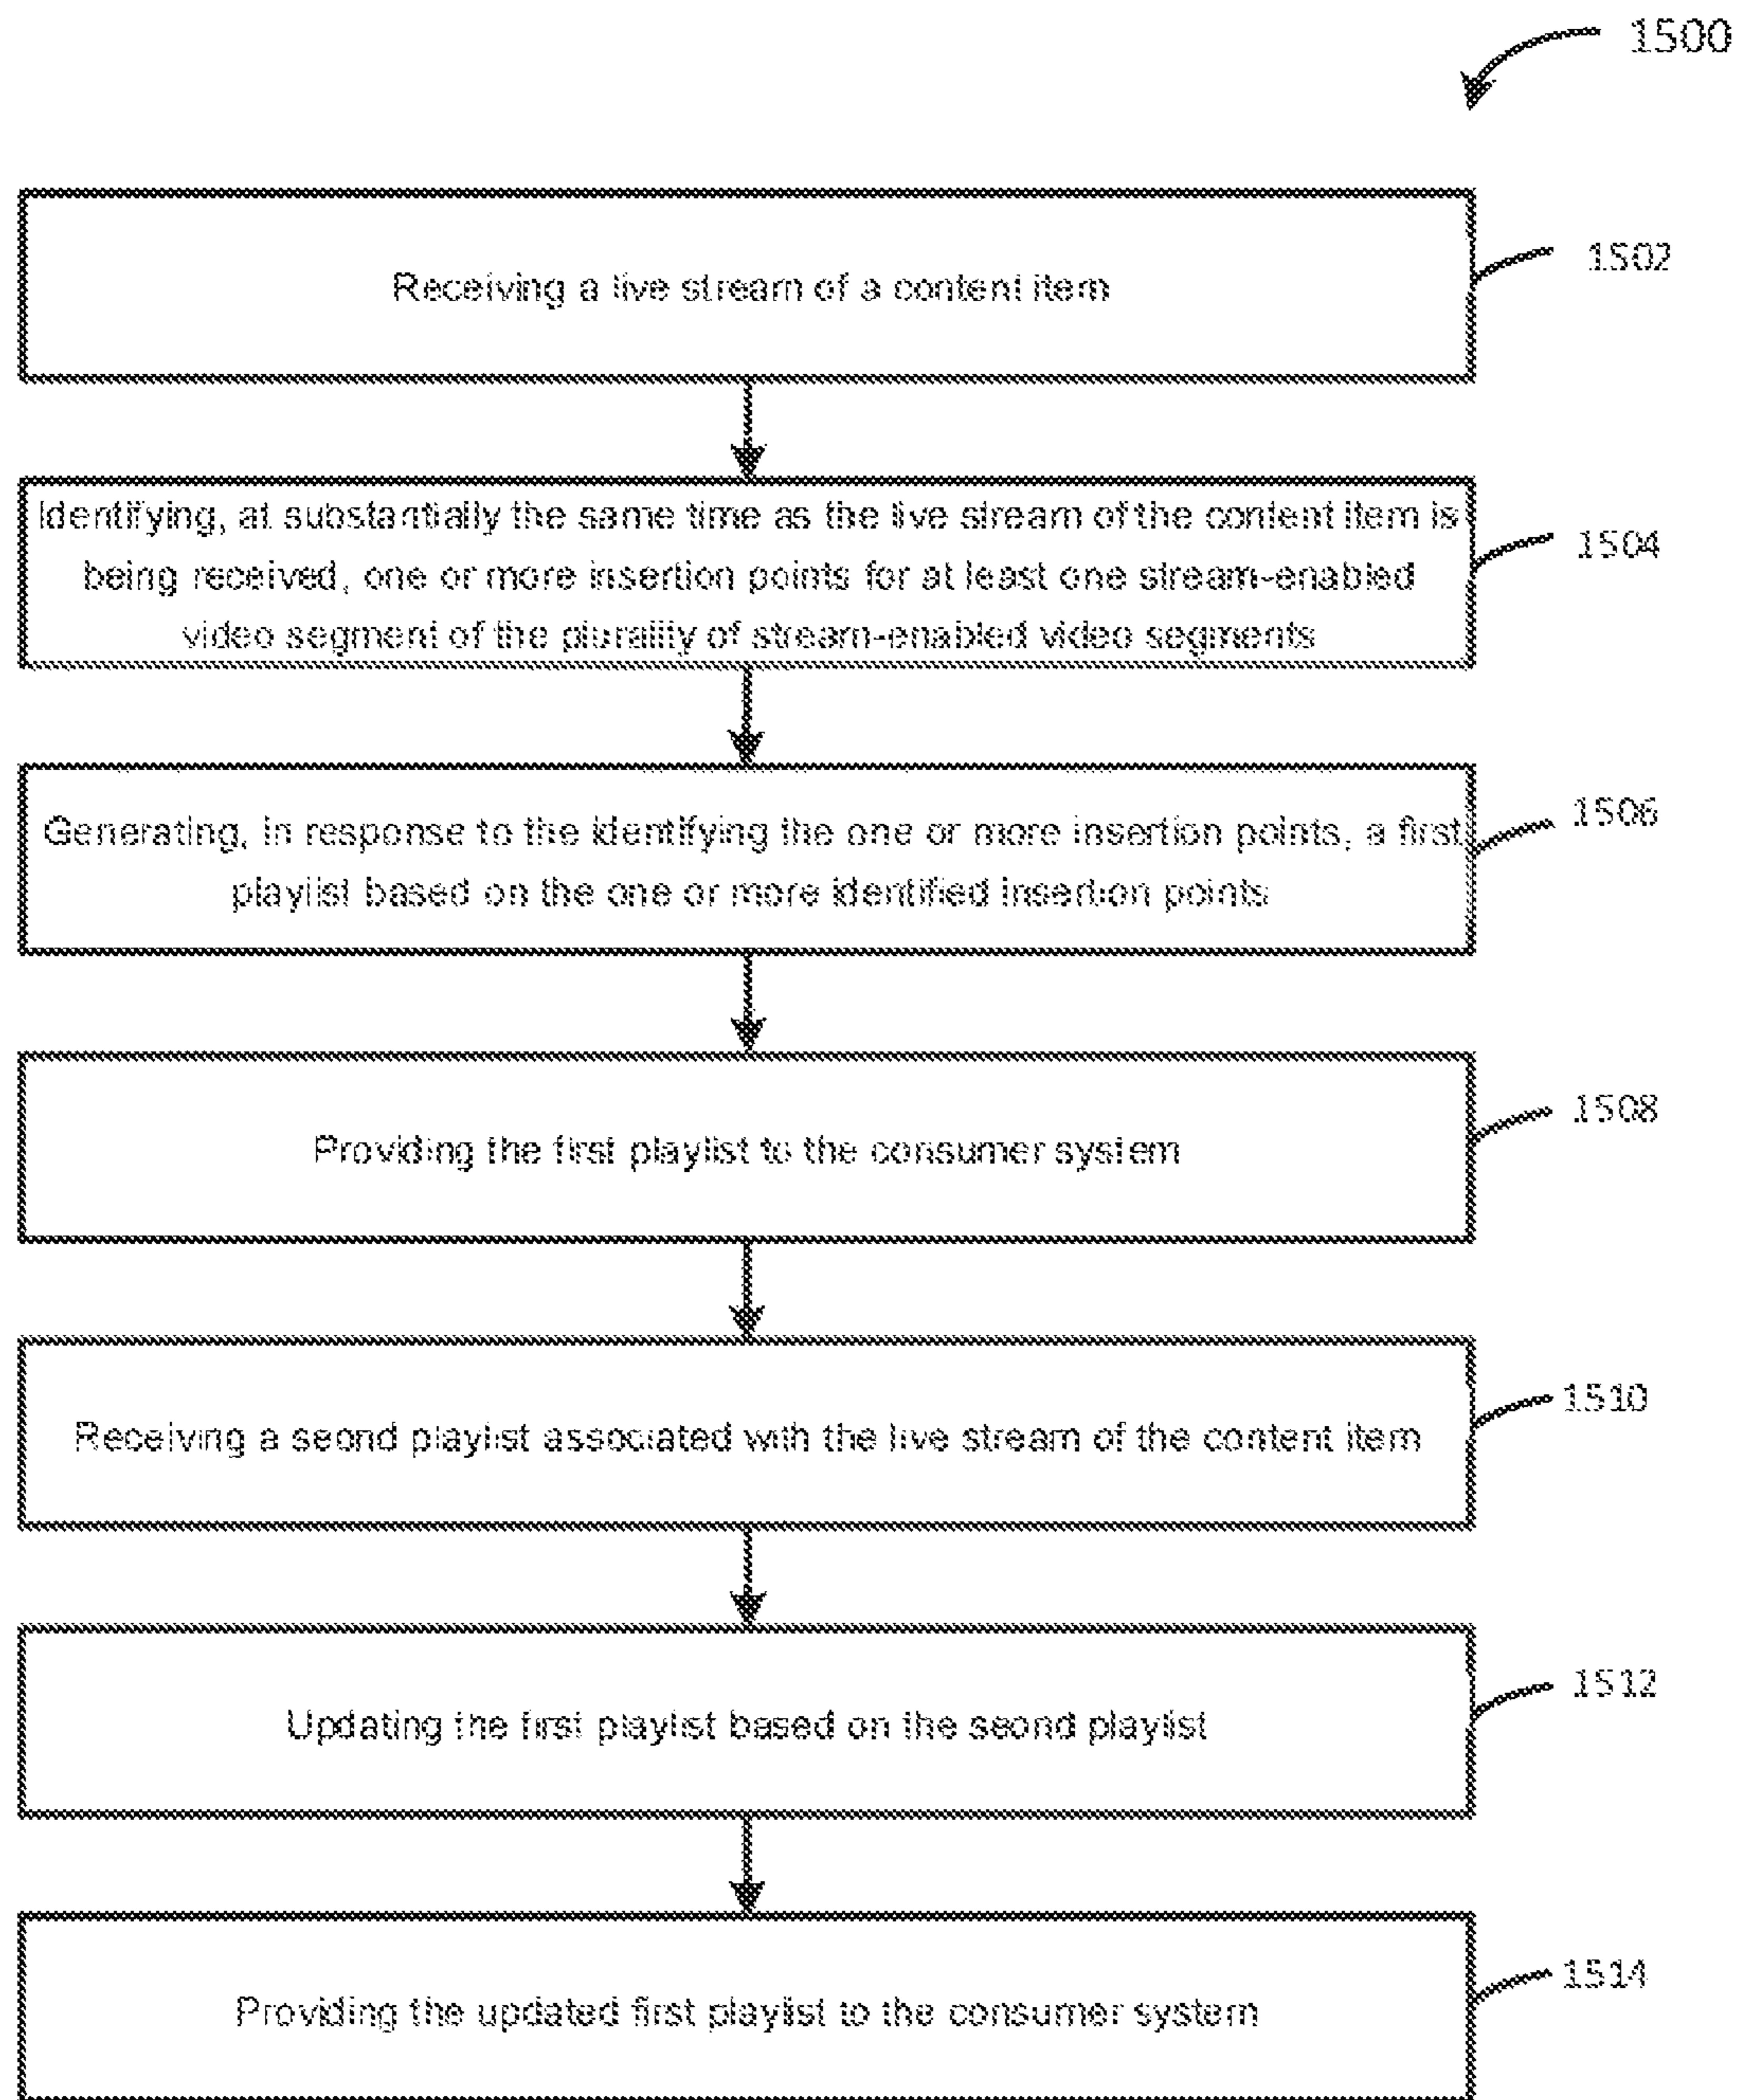 1500
Receiving a live stream of a content item
1502
Identifying, at substantially the same time as the live stream of the content item is
being received, one or more insertion points for at least one stream-enabled
video segment of the plurality of stream-enabled video segments
1504
Generating, in response to the identifying the one or more insertion points, a first
playlist based on the one or more identified insertion points
1506
Providing the first playlist to the consumer system
1508
Receiving a seond playlist associated with the live stream of the content item
1510
Updating the first playlist based on the seond playlist
1512
Providing the updated first playlist to the consumer system
1514